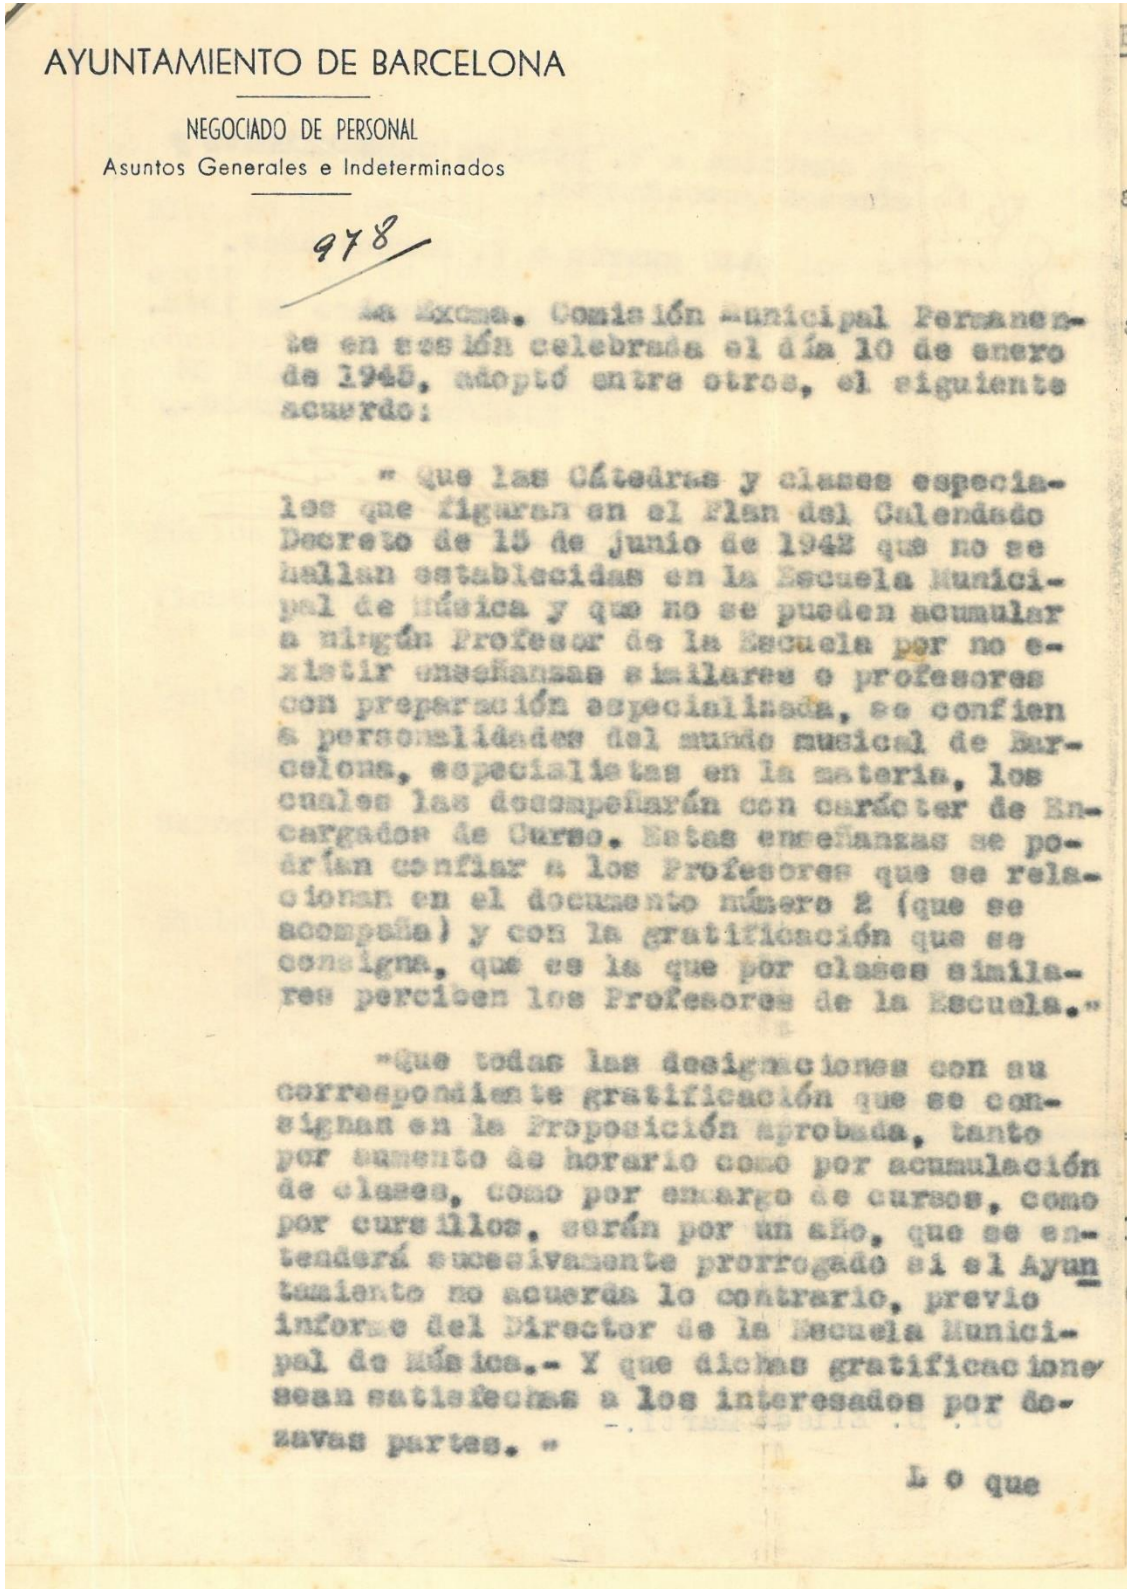 AYUNTAMIENTO DE BARCELONA
NEGOCIADO DE PERSONAL
Asuntos Generales e Indeterminados
978
La Excma. Comisión Municipal Permanen-
te en sesión celebrada el día 10 de enero
de 1945, adoptó entre otros, el siguiente
acuerdo:
" Que las Cátedras y clases especia-
les que figuran en el Plan del Calendado
Decreto de 15 de junio de 1942 que no se
hallan establecidas en la Escuela Munici-
pal de Música y que no se pueden acumular
a ningún Profesor de la Escuela por no e-
xistir enseñanzas similares o profesores
con preparación especializada, se confien
a personalidades del mundo musical de Bar-
celona, especialistas en la materia, los
cuales las desempeñarán con carácter de En-
cargados de Curso. Estas enseñanzas se po-
drían confiar a los Profesores que se rela-
cionan en el documento número 2 (que se
acompaña) y con la gratificación que se
consigna, que es la que por clases simila-
res perciben los Profesores de la Escuela."
"Que todas las designaciones con su
correspondiente gratificación que se con-
signan en la Proposición aprobada, tanto
por aumento de horario como por acumulación
de clases, como por encargo de cursos, como
por cursillos, serán por un año, que se en-
tenderá sucesivamente prorrogado si el Ayun
tamiento no acuerda lo contrario, previo
informe del Director de la Escuela Munici-
pal de Música.- Y que dichas gratificacione
sean satisfechas a los interesados por do-
zavas partes. "
L o que